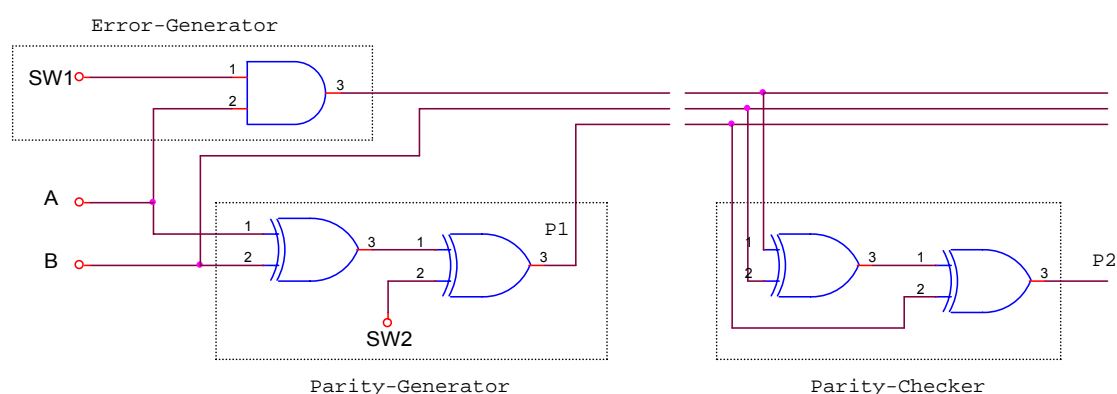 Error-Generator
SW1
1
2
3
A
B
1
2
3
1
2
3
P1
SW2
Parity-Generator
1
2
3
1
2
3
P2
Parity-Checker